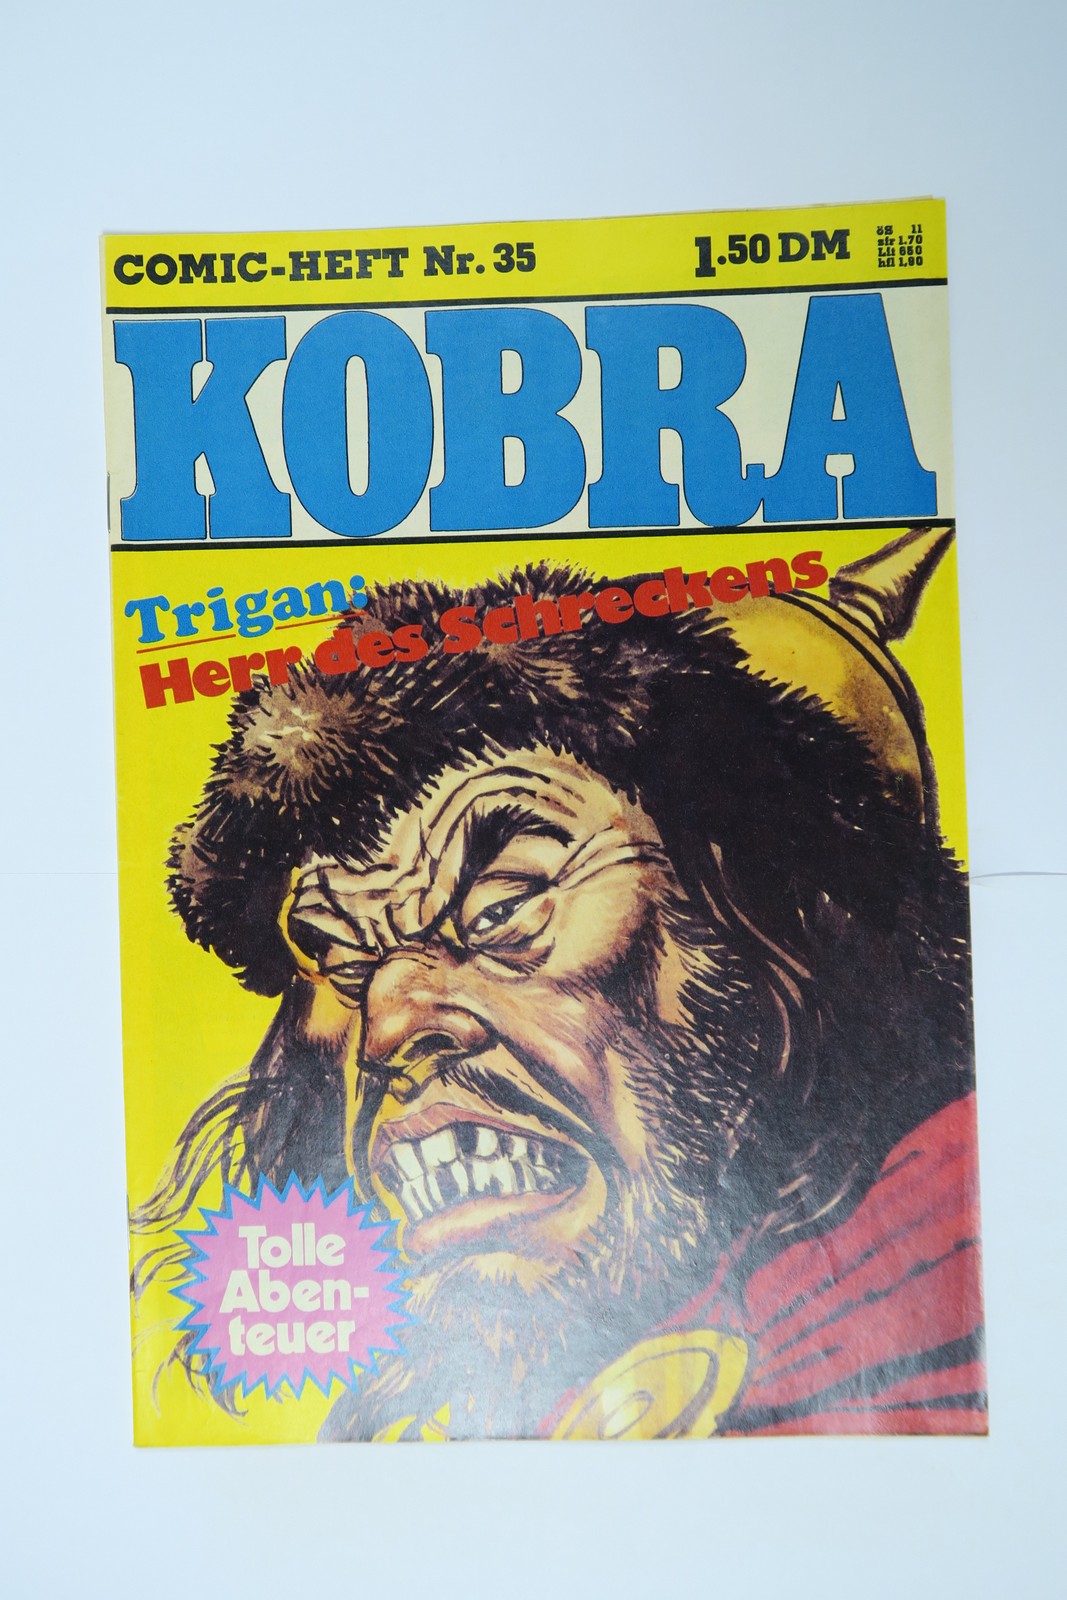 COMIC-HEFT Nr. 35
1.50 DM
öS 11
sfr 1.70
Lit 650
hfl 1.90
KOBRA
Trigan:
Herr des Schreckens
Tolle
Aben-
teuer